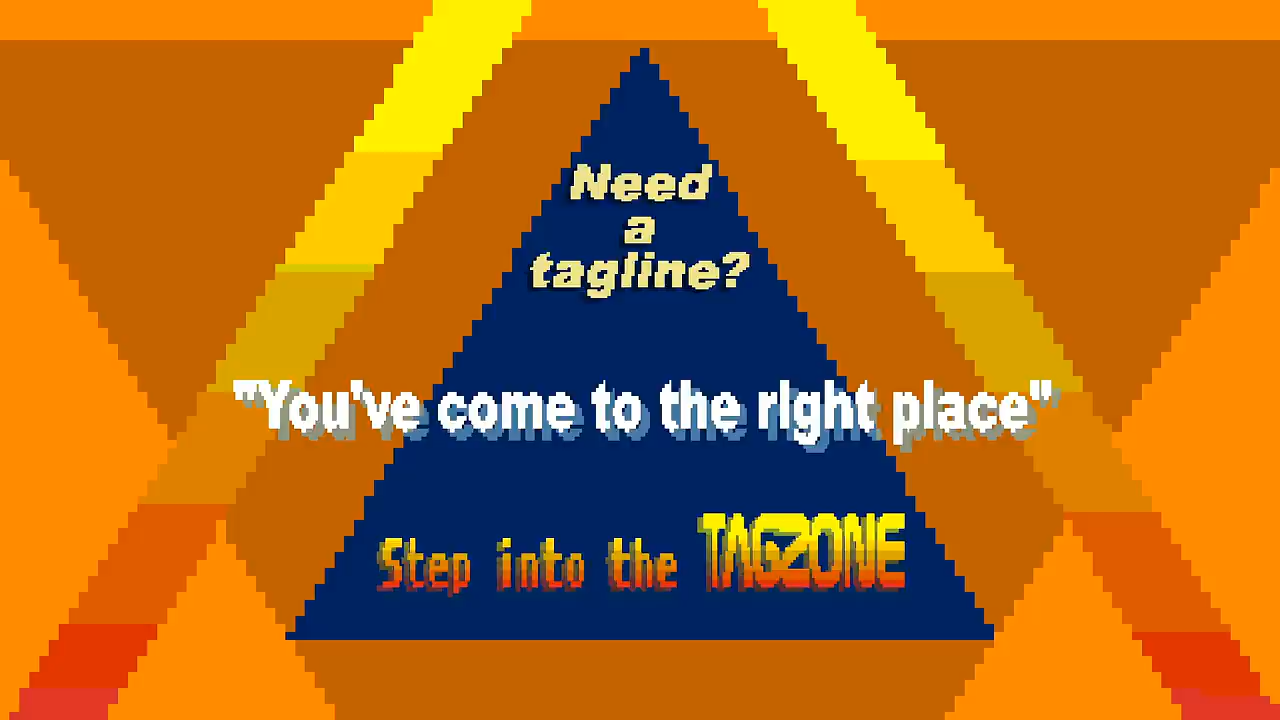 Need
a
tagline?
"You've come to the right place"
Step into the TAGZONE